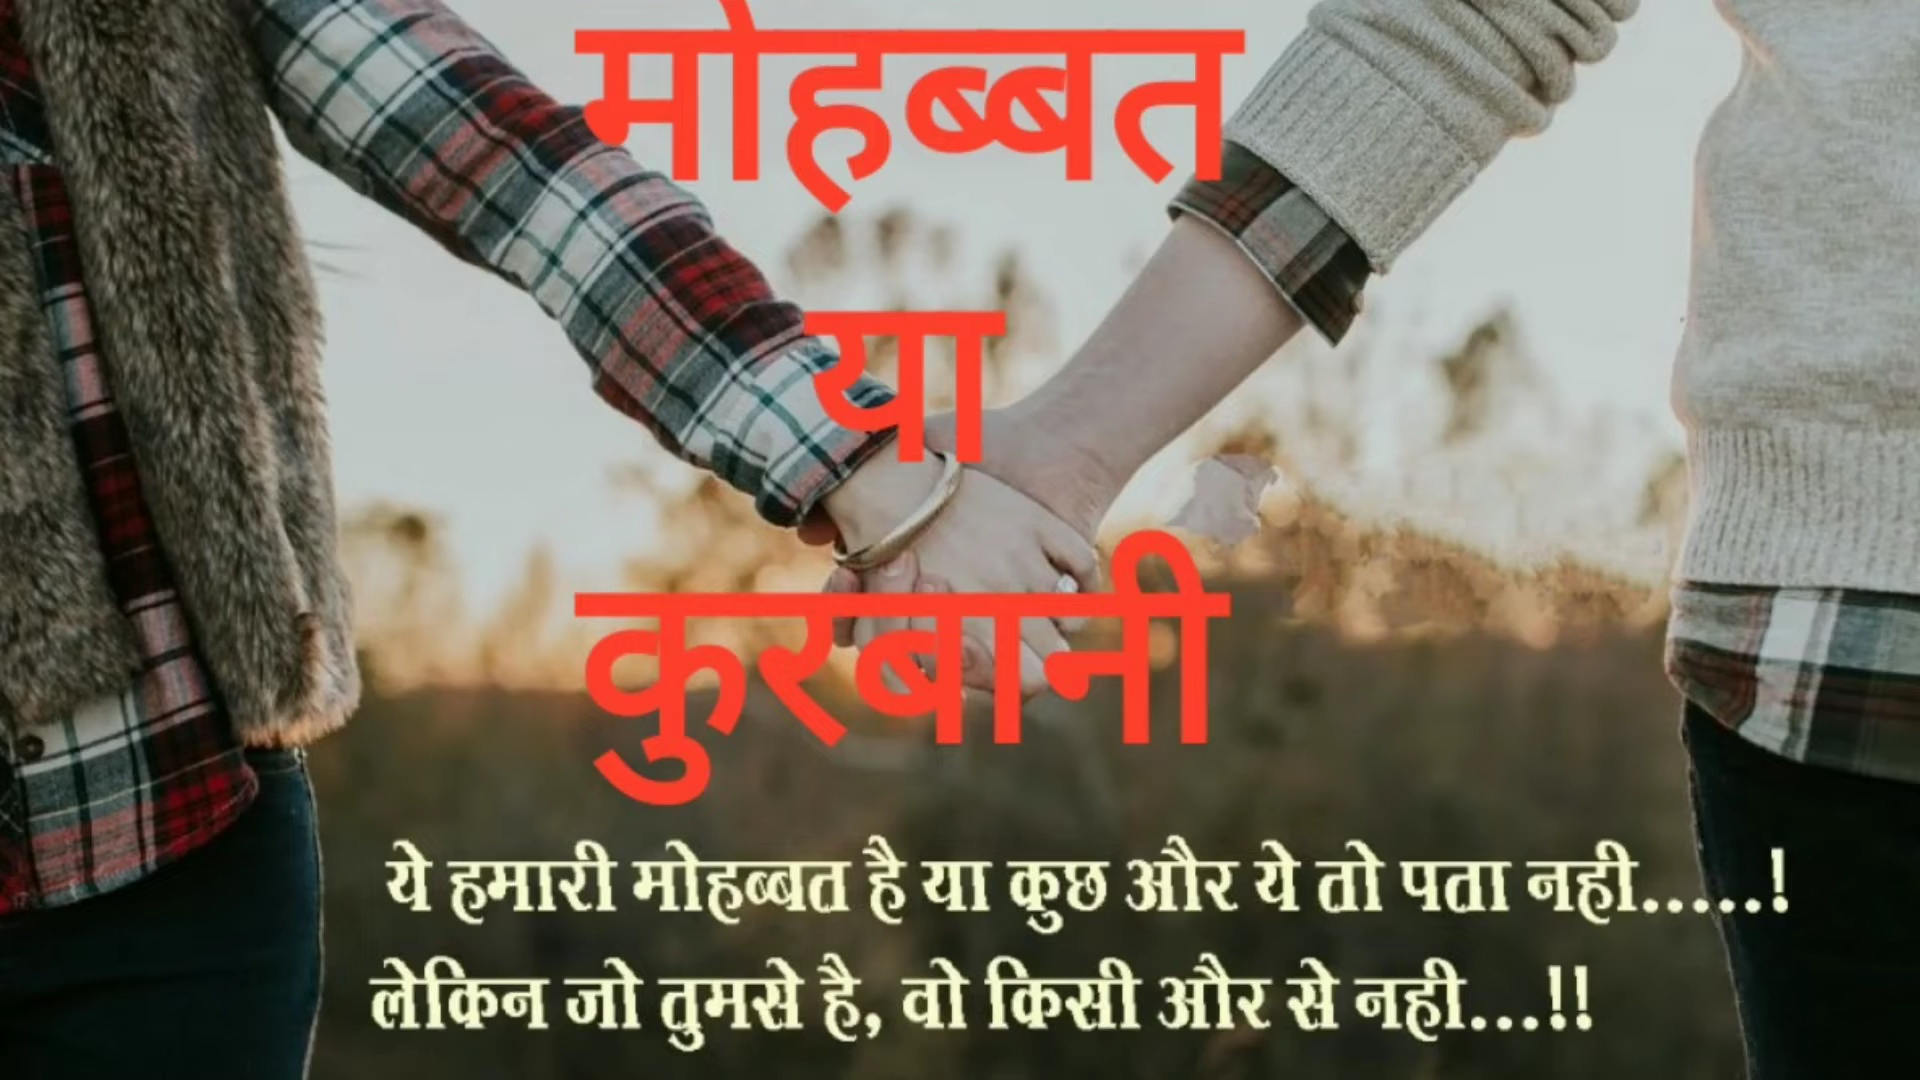 मोहब्बत
या
कुरबानी
ये हमारी मोहब्बत है या कुछ और ये तो पता नही.....!
लेकिन जो तुमसे है, वो किसी और से नही...!!